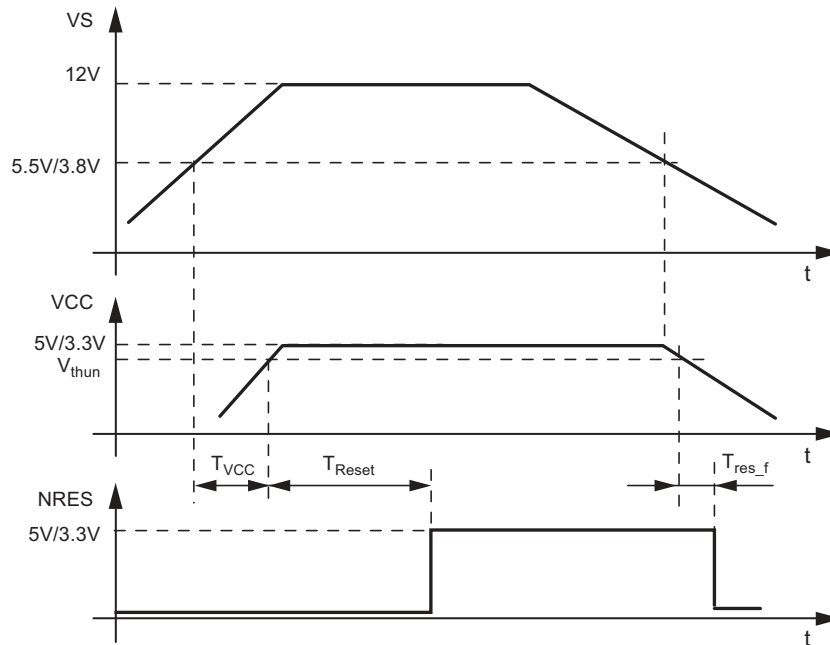 VS
12V
5.5V/3.8V
t
VCC
5V/3.3V
Vthun
t
TVCC
TReset
Tres_f
NRES
5V/3.3V
t